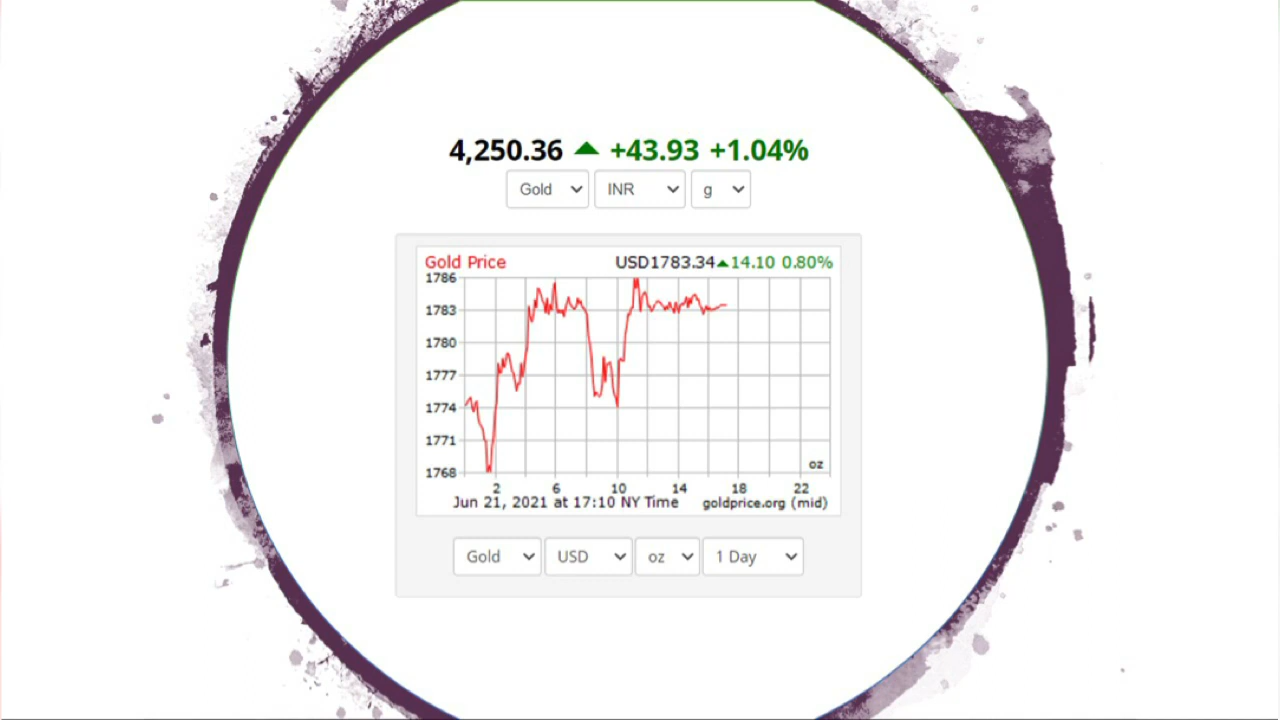 4,250.36 ▲ +43.93 +1.04%
Gold INR g
Gold Price USD1783.34▲14.10 0.80%
1786
1783
1780
1777
1774
1771
1768
oz
2 6 10 14 18 22
Jun 21, 2021 at 17:10 NY Time goldprice.org (mid)
Gold USD oz 1 Day